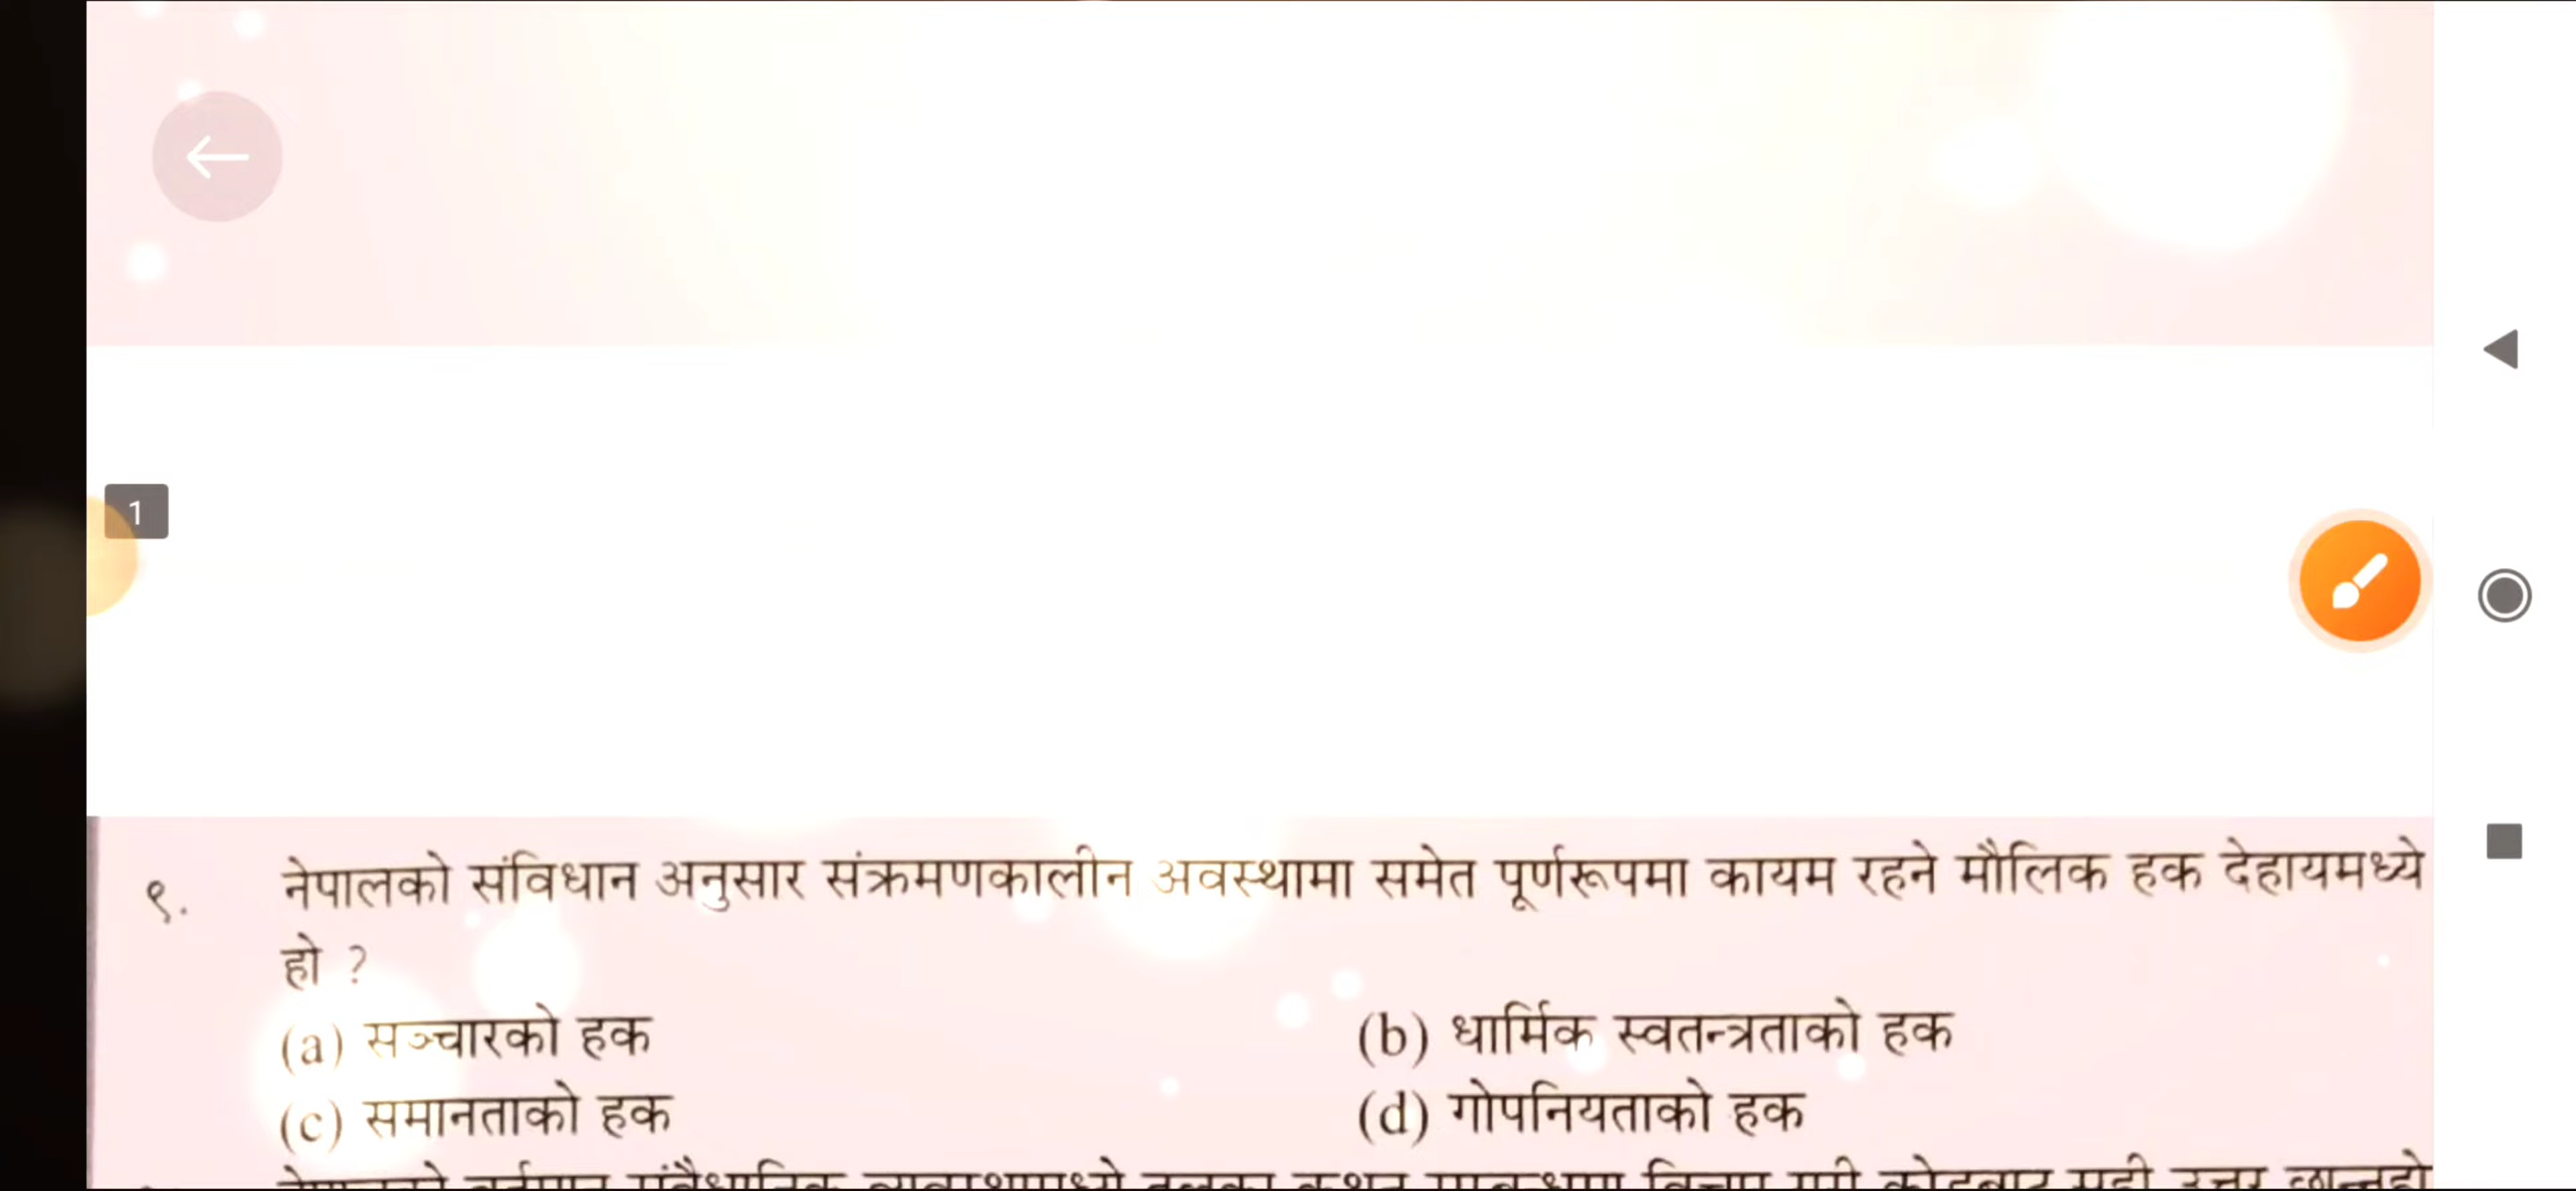 1
९. नेपालको संविधान अनुसार संक्रमणकालीन अवस्थामा समेत पूर्णरूपमा कायम रहने मौलिक हक देहायमध्ये
हो ?
(a) सञ्चारको हक (b) धार्मिक स्वतन्त्रताको हक
(c) समानताको हक (d) गोपनियताको हक